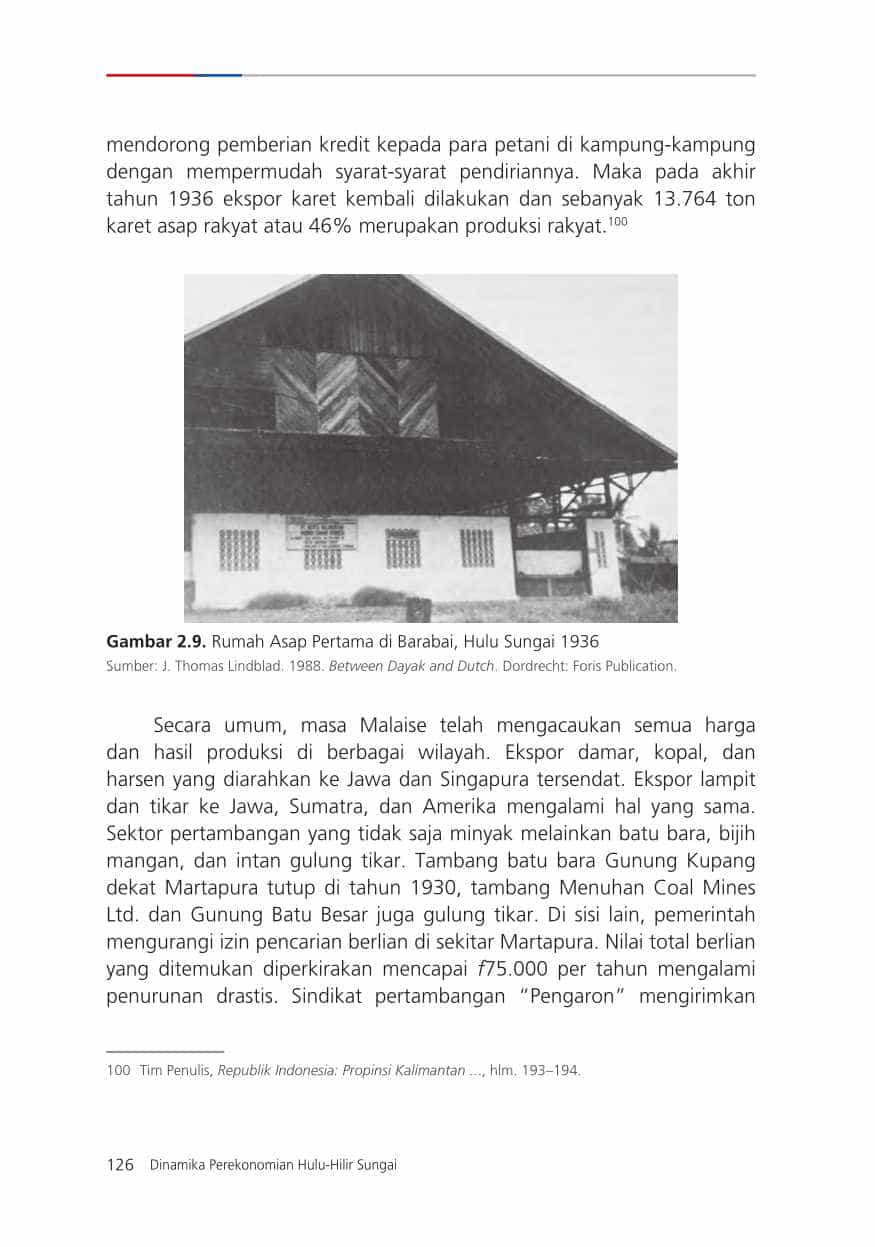 mendorong pemberian kredit kepada para petani di kampung-kampung
dengan mempermudah syarat-syarat pendiriannya. Maka pada akhir
tahun 1936 ekspor karet kembali dilakukan dan sebanyak 13.764 ton
karet asap rakyat atau 46% merupakan produksi rakyat.100
Gambar 2.9. Rumah Asap Pertama di Barabai, Hulu Sungai 1936
Sumber: J. Thomas Lindblad. 1988. Between Dayak and Dutch. Dordrecht: Foris Publication.
Secara umum, masa Malaise telah mengacaukan semua harga
dan hasil produksi di berbagai wilayah. Ekspor damar, kopal, dan
harsen yang diarahkan ke Jawa dan Singapura tersendat. Ekspor lampit
dan tikar ke Jawa, Sumatra, dan Amerika mengalami hal yang sama.
Sektor pertambangan yang tidak saja minyak melainkan batu bara, bijih
mangan, dan intan gulung tikar. Tambang batu bara Gunung Kupang
dekat Martapura tutup di tahun 1930, tambang Menuhan Coal Mines
Ltd. dan Gunung Batu Besar juga gulung tikar. Di sisi lain, pemerintah
mengurangi izin pencarian berlian di sekitar Martapura. Nilai total berlian
yang ditemukan diperkirakan mencapai f75.000 per tahun mengalami
penurunan drastis. Sindikat pertambangan “Pengaron” mengirimkan
100 Tim Penulis, Republik Indonesia: Propinsi Kalimantan ..., hlm. 193–194.
126 Dinamika Perekonomian Hulu-Hilir Sungai